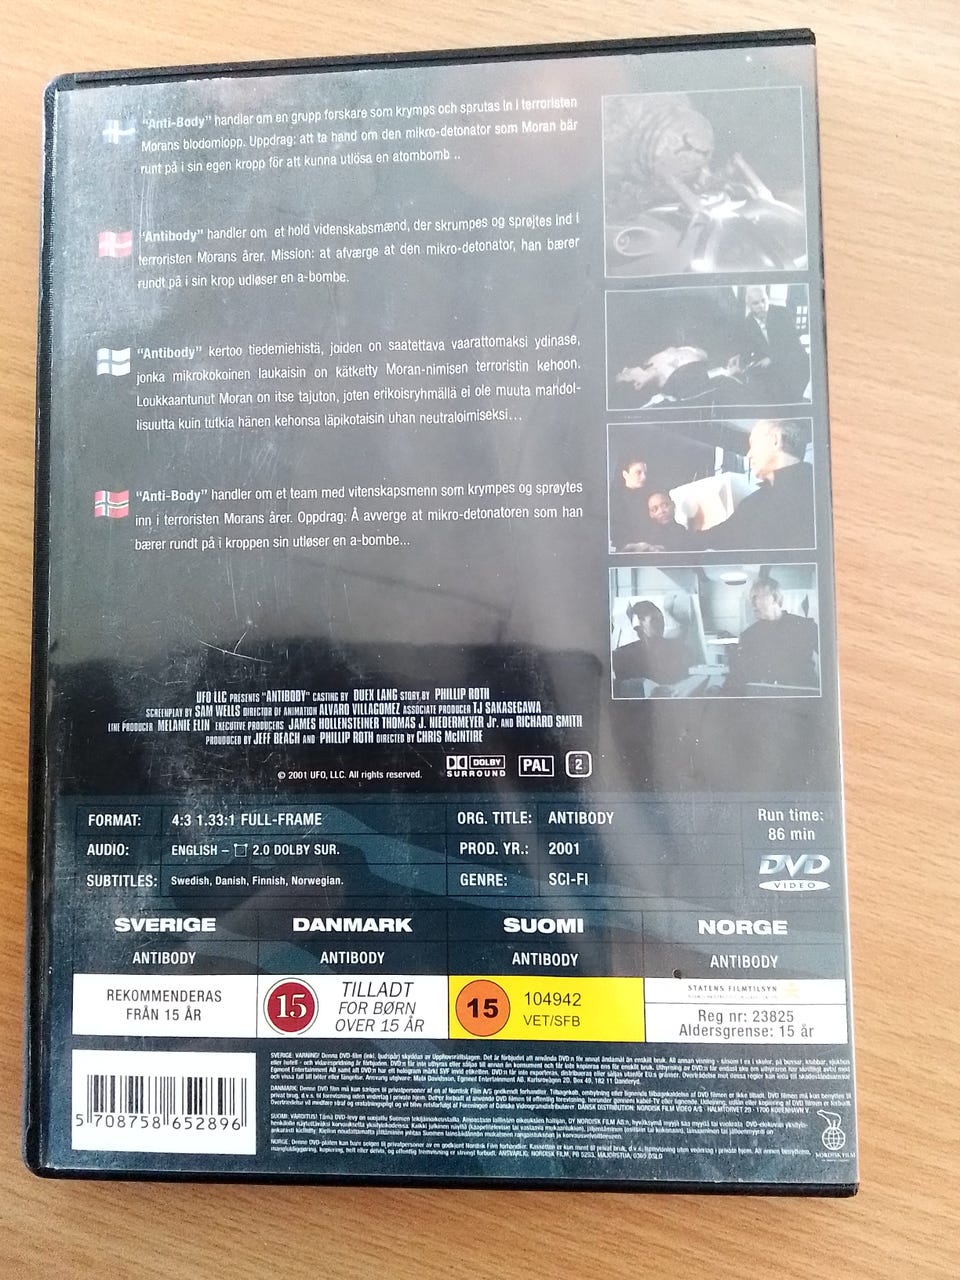 "Anti-Body" handler om en grupp forskare som krymps och sprutas in i terroristen
Morans blodomlopp. Uppdrag: att ta hand om den mikro-detonator som Moran bär
runt på i sin egen kropp för att kunna utlösa en atombomb ..
"Antibody" handler om et hold videnskabsmænd, der skrumpes og sprøjtes ind i
terroristen Morans årer. Mission: at afværge at den mikro-detonator, han bærer
rundt på i sin krop udløser en a-bombe.
"Antibody" kertoo tiedemiehistä, joiden on saatettava vaarattomaksi ydinase,
jonka mikrokokoinen laukaisin on kätketty Moran-nimisen terroristin kehoon.
Loukkaantunut Moran on itse tajuton, joten erikoisryhmällä ei ole muuta mahdol-
lisuutta kuin tutkia hänen kehonsa läpikotaisin uhan neutraloimiseksi...
"Anti-Body" handler om et team med vitenskapsmenn som krympes og sprøytes
inn i terroristen Morans årer. Oppdrag: Å avverge at mikro-detonatoren som han
bærer rundt på i kroppen sin utløser en a-bombe...
UFO LLC PRESENTS "ANTIBODY" CASTING BY DUEX LANG STORY BY PHILLIP ROTH
SCREENPLAY BY SAM WELLS DIRECTOR OF ANIMATION ALVARO VILLAGOMEZ ASSOCIATE PRODUCER TJ SAKASEGAWA
LINE PRODUCER MELANIE ELIN EXECUTIVE PRODUCERS JAMES HOLLENSTEINER THOMAS J. NIEDERMEYER Jr. AND RICHARD SMITH
PRODUCED BY JEFF BEACH AND PHILLIP ROTH DIRECTED BY CHRIS McINTIRE
© 2001 UFO, LLC. All rights reserved.
DOLBY
SURROUND
PAL
2
FORMAT: 4:3 1.33:1 FULL-FRAME
AUDIO: ENGLISH – 2.0 DOLBY SUR.
SUBTITLES: Swedish, Danish, Finnish, Norwegian.
ORG. TITLE: ANTIBODY
PROD. YR.: 2001
GENRE: SCI-FI
Run time:
86 min
DVD
VIDEO
SVERIGE DANMARK SUOMI NORGE
ANTIBODY ANTIBODY ANTIBODY ANTIBODY
REKOMMENDERAS
FRÅN 15 ÅR
15
TILLADT
FOR BØRN
OVER 15 ÅR
15
104942
VET/SFB
STATENS FILMTILSYN
Reg nr: 23825
Aldersgrense: 15 år
5 708758 652896
NORDISK FILM